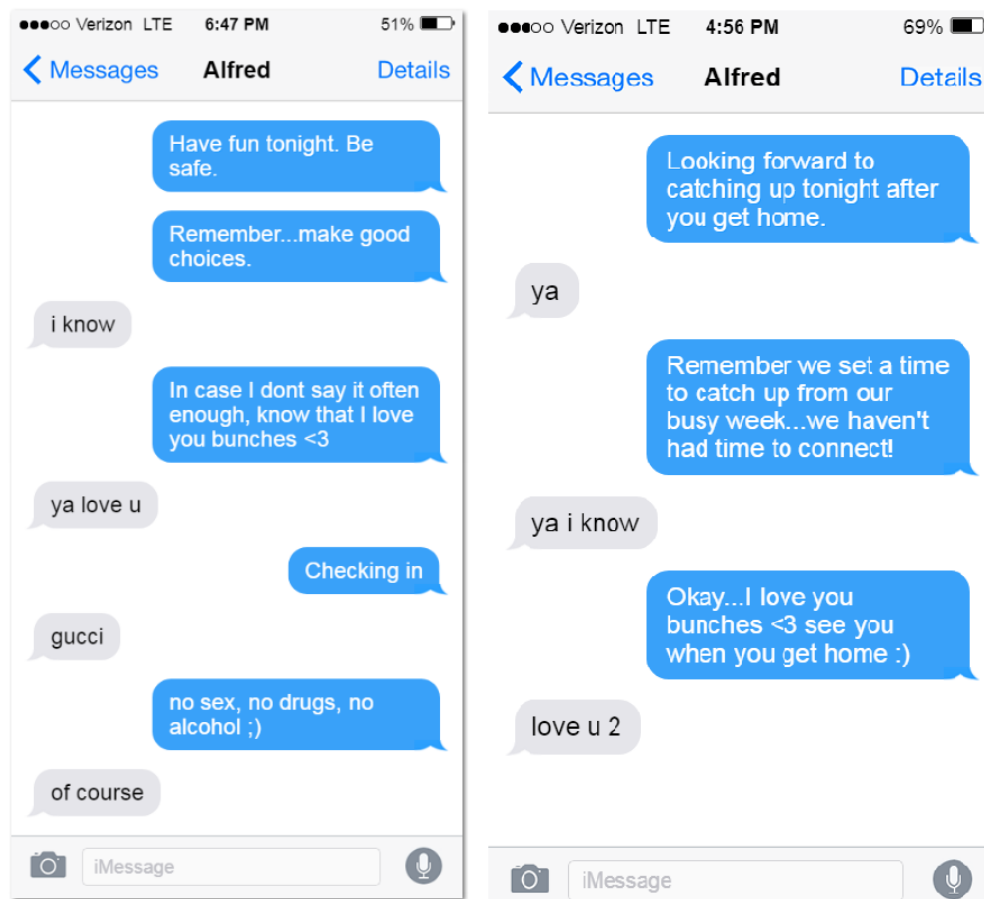 Verizon LTE 6:47 PM 51%
Messages Alfred Details
Have fun tonight. Be
safe.
Remember...make good
choices.
i know
In case I dont say it often
enough, know that I love
you bunches <3
ya love u
Checking in
gucci
no sex, no drugs, no
alcohol ;)
of course
iMessage
Verizon LTE 4:56 PM 69%
Messages Alfred Details
Looking forward to
catching up tonight after
you get home.
ya
Remember we set a time
to catch up from our
busy week...we haven't
had time to connect!
ya i know
Okay...I love you
bunches <3 see you
when you get home :)
love u 2
iMessage